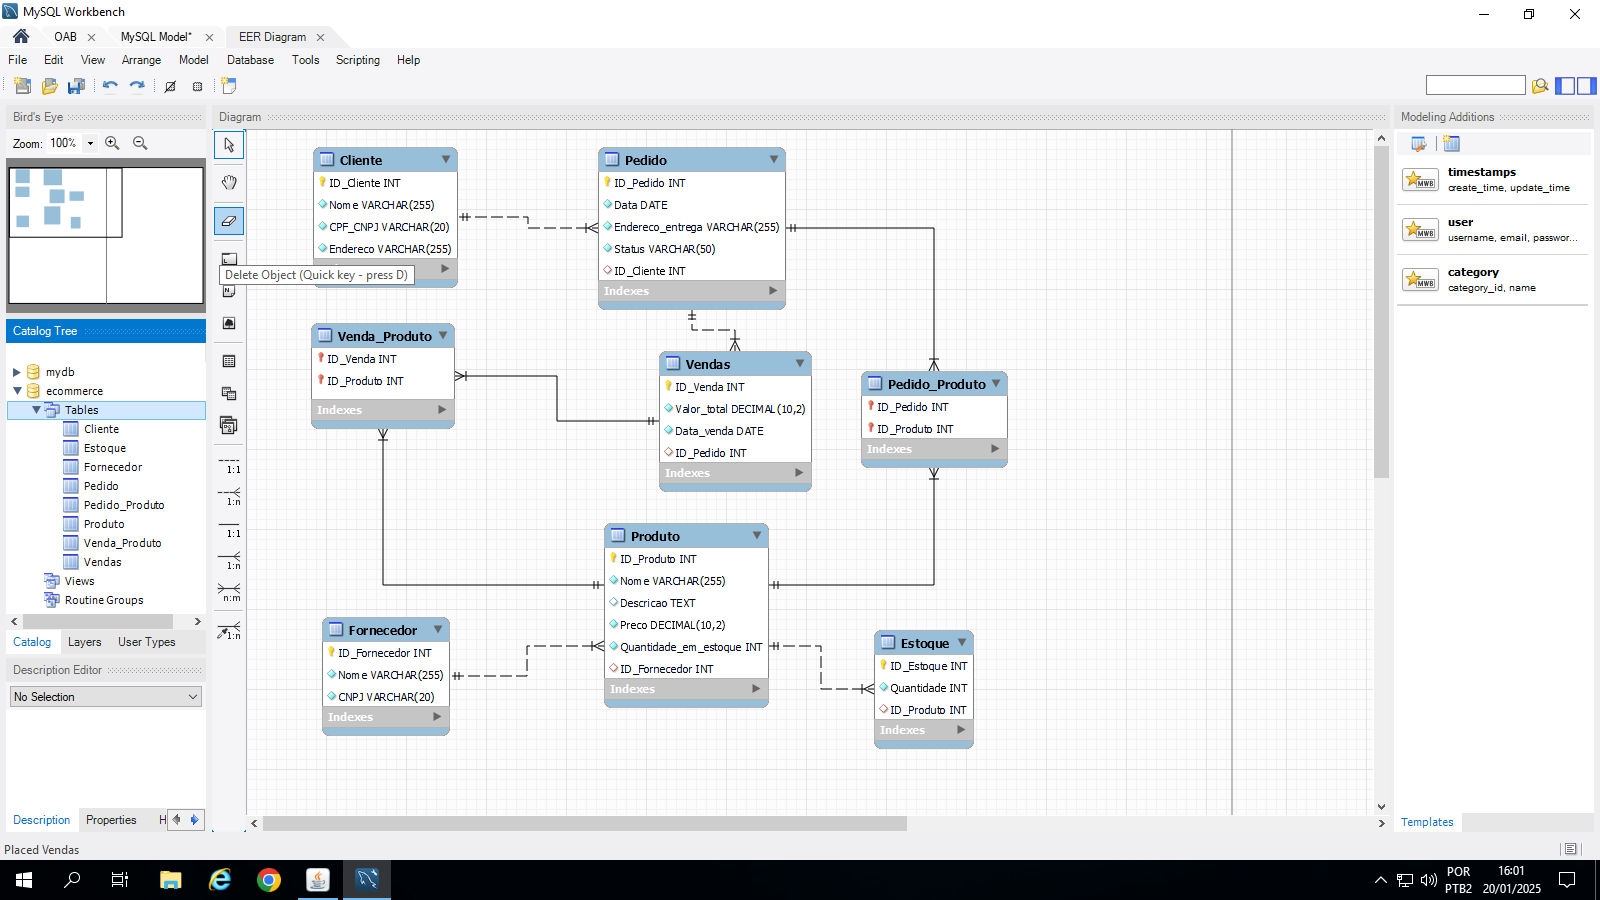 MySQL Workbench
OAB
MySQL Model*
EER Diagram
File Edit View Arrange Model Database Tools Scripting Help
Bird's Eye
Zoom: 100%
Catalog Tree
mydb
ecommerce
Tables
Cliente
Estoque
Fornecedor
Pedido
Pedido_Produto
Produto
Venda_Produto
Vendas
Views
Routine Groups
Catalog Layers User Types
Description Editor
No Selection
Description Properties H
Placed Vendas
Diagram
1:1
1:n
1:1
1:n
n:m
1:n
Delete Object (Quick key - press D)
Cliente
ID_Cliente INT
Nome VARCHAR(255)
CPF_CNPJ VARCHAR(20)
Endereco VARCHAR(255)
Pedido
ID_Pedido INT
Data DATE
Endereco_entrega VARCHAR(255)
Status VARCHAR(50)
ID_Cliente INT
Indexes
Venda_Produto
ID_Venda INT
ID_Produto INT
Indexes
Vendas
ID_Venda INT
Valor_total DECIMAL(10,2)
Data_venda DATE
ID_Pedido INT
Indexes
Pedido_Produto
ID_Pedido INT
ID_Produto INT
Indexes
Produto
ID_Produto INT
Nome VARCHAR(255)
Descricao TEXT
Preco DECIMAL(10,2)
Quantidade_em_estoque INT
ID_Fornecedor INT
Indexes
Fornecedor
ID_Fornecedor INT
Nome VARCHAR(255)
CNPJ VARCHAR(20)
Indexes
Estoque
ID_Estoque INT
Quantidade INT
ID_Produto INT
Indexes
Modeling Additions
MWB
timestamps
create_time, update_time
MWB
user
username, email, passwor...
MWB
category
category_id, name
Templates
POR
PTB2
16:01
20/01/2025